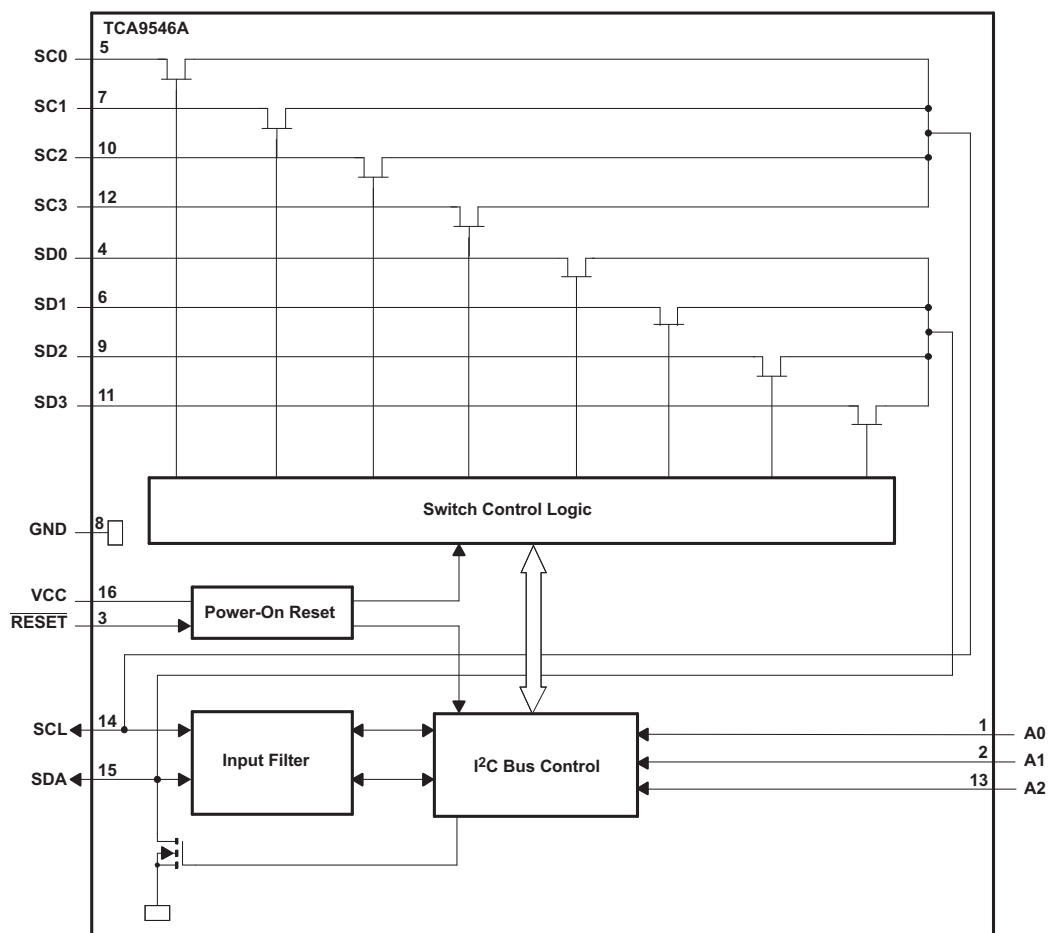 TCA9546A
SC0 5
SC1 7
SC2 10
SC3 12
SD0 4
SD1 6
SD2 9
SD3 11
Switch Control Logic
GND 8
VCC 16
RESET 3
Power-On Reset
SCL 14
SDA 15
Input Filter
I²C Bus Control
1 A0
2 A1
13 A2